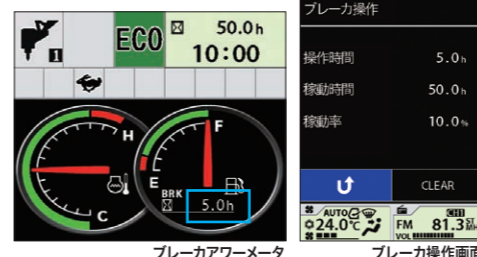 1
ECO
50.0h
10:00
H
C
F
E
BRK
5.0h
ブレーカアワーメータ
ブレーカ操作
操作時間 5.0h
稼動時間 50.0h
稼動率 10.0%
CLEAR
AUTO
24.0℃
CH1
FM 81.3 ST
VOL
ブレーカ操作画面